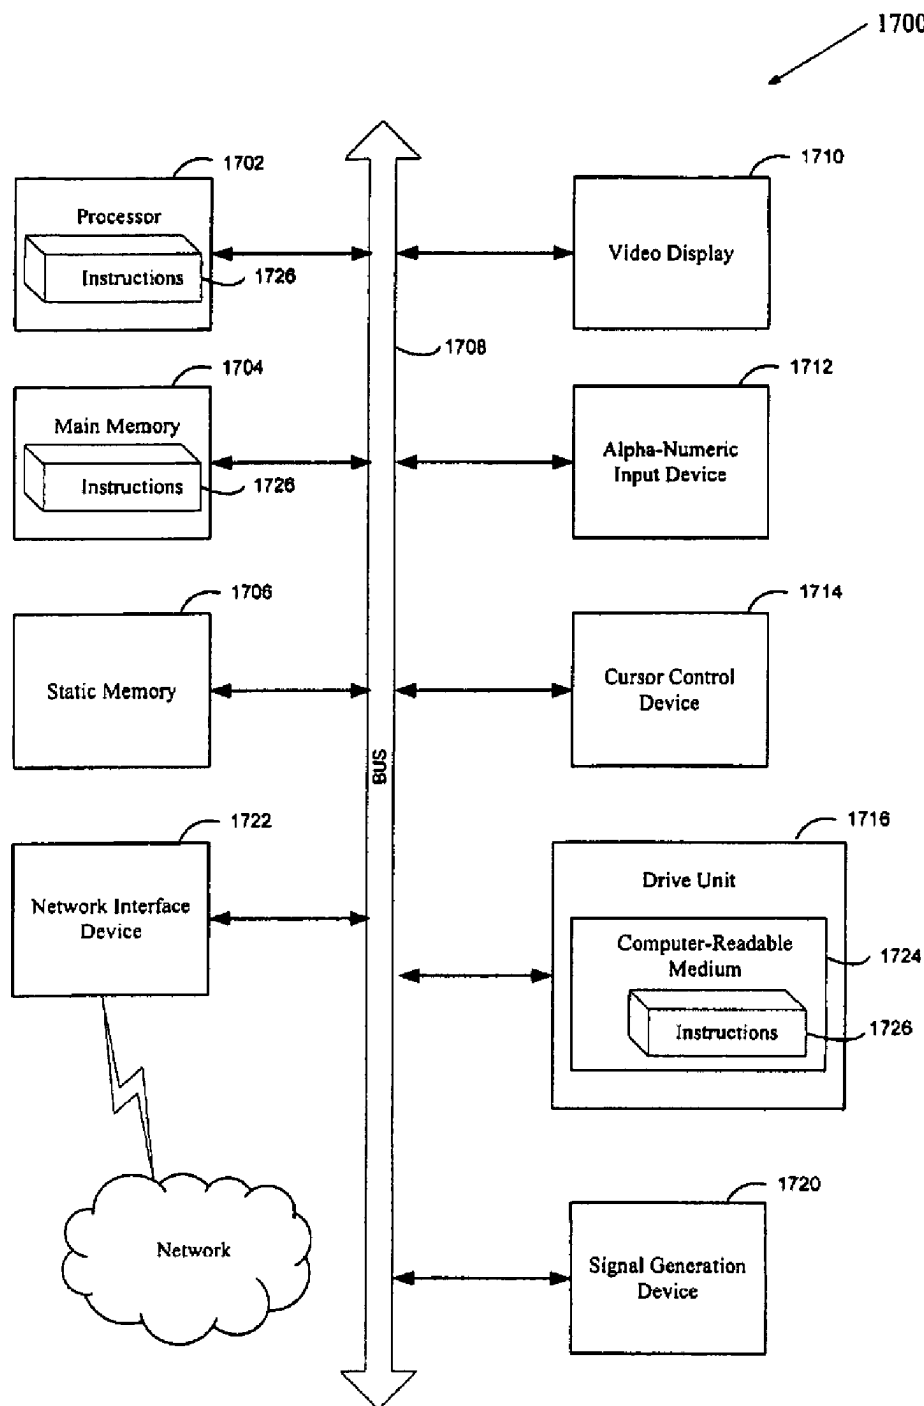 1700
1702
Processor
Instructions
1726
1704
Main Memory
Instructions
1726
1706
Static Memory
1722
Network Interface
Device
Network
BUS
1708
1710
Video Display
1712
Alpha-Numeric
Input Device
1714
Cursor Control
Device
1716
Drive Unit
Computer-Readable
Medium
1724
Instructions
1726
1720
Signal Generation
Device